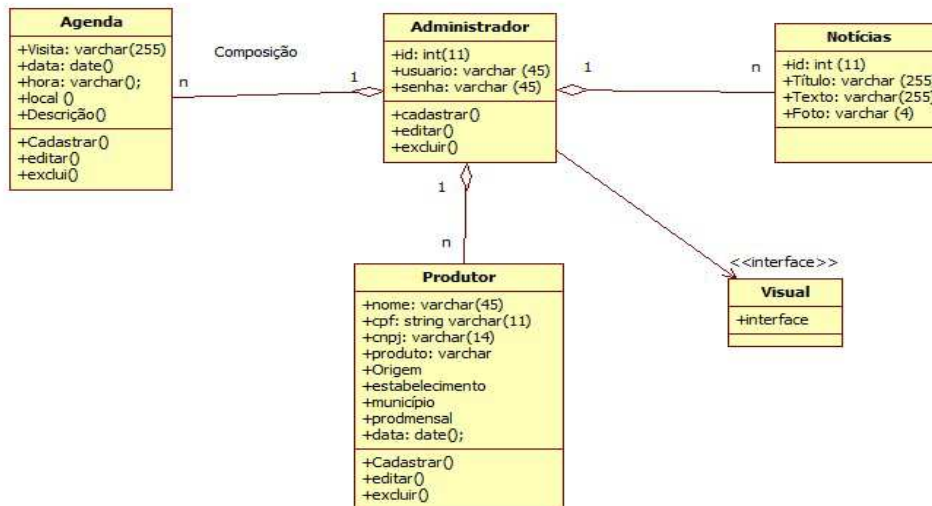 Agenda
+Visita: varchar(255)
+data: date()
+hora: varchar();
+local ()
+Descrição()
+Cadastrar()
+editar()
+exclui()
Composição
n
1
Administrador
+id: int(11)
+usuario: varchar (45)
+senha: varchar (45)
+cadastrar()
+editar()
+excluir()
1
n
Notícias
+id: int (11)
+Título: varchar (255)
+Texto: varchar(255)
+Foto: varchar (4)
1
n
Produtor
+nome: varchar(45)
+cpf: string varchar(11)
+cnpj: varchar(14)
+produto: varchar
+Origem
+estabelecimento
+município
+prodmensal
+data: date();
+Cadastrar()
+editar()
+excluir()
<<interface>>
Visual
+interface